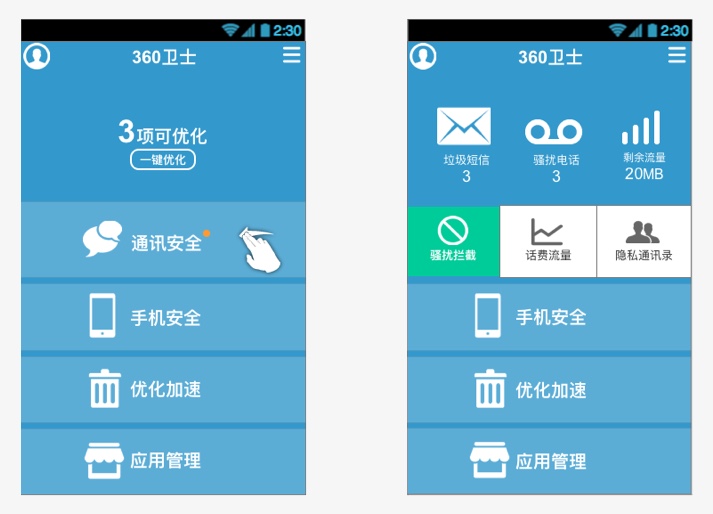 2:30
360卫士
3项可优化
一键优化
通讯安全
手机安全
优化加速
应用管理
2:30
360卫士
垃圾短信 骚扰电话 剩余流量
3 3 20MB
骚扰拦截 话费流量 隐私通讯录
手机安全
优化加速
应用管理